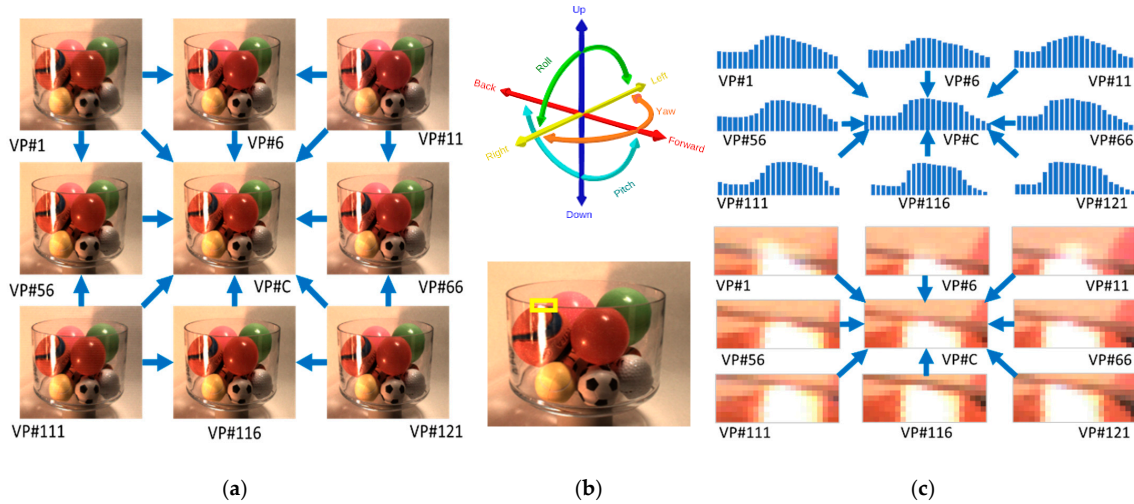 VP#1
VP#6
VP#11
VP#56
VP#C
VP#66
VP#111
VP#116
VP#121
(a)
Up
Roll
Left
Back
Yaw
Right
Forward
Pitch
Down
(b)
VP#1
VP#6
VP#11
VP#56
VP#C
VP#66
VP#111
VP#116
VP#121
VP#1
VP#6
VP#11
VP#56
VP#C
VP#66
VP#111
VP#116
VP#121
(c)